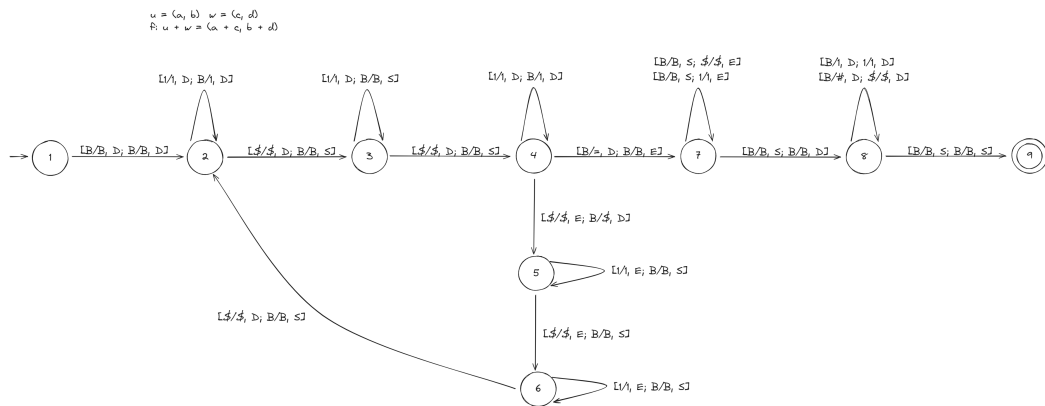 u = (a, b) w = (c, d)
f: u + w = (a + c, b + d)
[1/1, D; B/1, D]
[1/1, D; B/B, S]
[1/1, D; B/1, D]
[B/B, S; $/$, E]
[B/B, S; 1/1, E]
[B/1, D; 1/1, D]
[B/#, D; $/$, D]
1
[B/B, D; B/B, D]
2
[$/$, D; B/B, S]
3
[$/$, D; B/B, S]
4
[B/=, D; B/B, E]
7
[B/B, S; B/B, D]
8
[B/B, S; B/B, S]
9
[$/$, E; B/$, D]
5
[1/1, E; B/B, S]
[$/$, D; B/B, S]
[$/$, E; B/B, S]
6
[1/1, E; B/B, S]